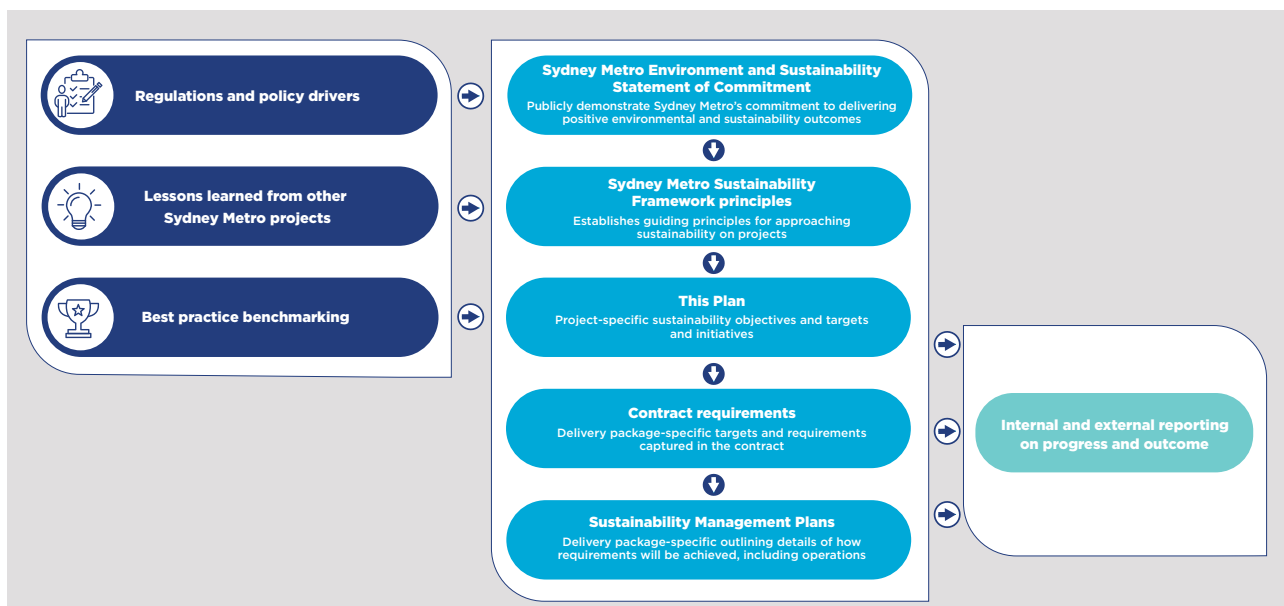 Regulations and policy drivers
Lessons learned from other
Sydney Metro projects
Best practice benchmarking
Sydney Metro Environment and Sustainability
Statement of Commitment
Publicly demonstrate Sydney Metro's commitment to delivering
positive environmental and sustainability outcomes
Sydney Metro Sustainability
Framework principles
Establishes guiding principles for approaching
sustainability on projects
This Plan
Project-specific sustainability objectives and targets
and initiatives
Contract requirements
Delivery package-specific targets and requirements
captured in the contract
Sustainability Management Plans
Delivery package-specific outlining details of how
requirements will be achieved, including operations
Internal and external reporting
on progress and outcome